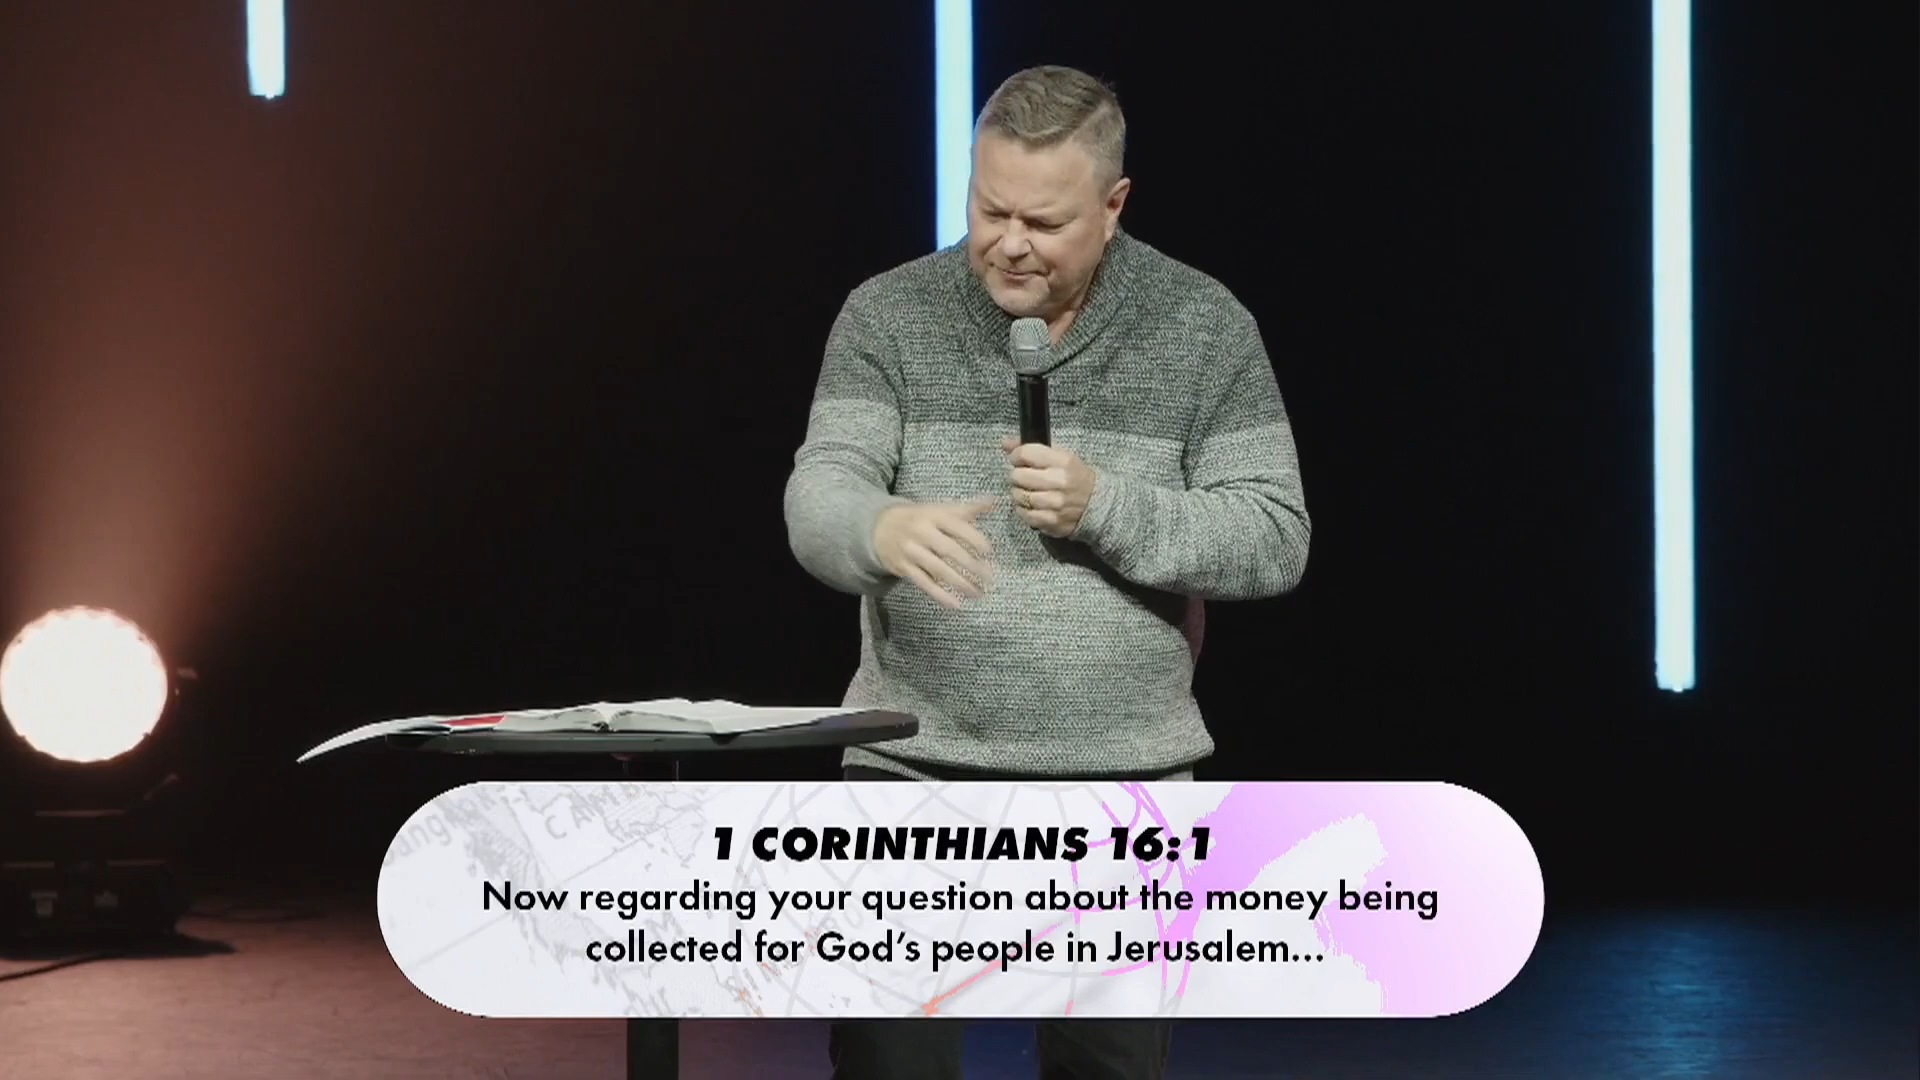 1 CORINTHIANS 16:1
Now regarding your question about the money being
collected for God's people in Jerusalem...